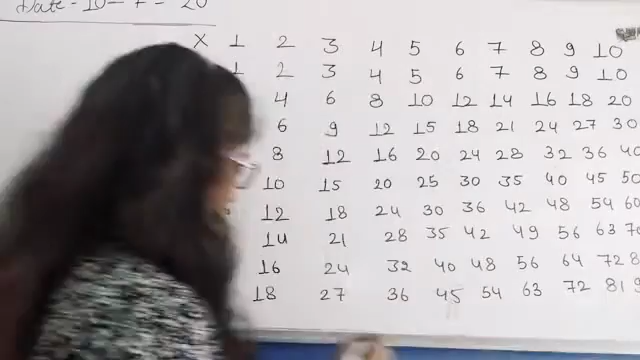 Date - 10 - 7 - 20
X 1 2 3 4 5 6 7 8 9 10
1 2 3 4 5 6 7 8 9 10
4 6 8 10 12 14 16 18 20
6 9 12 15 18 21 24 27 30
8 12 16 20 24 28 32 36 40
10 15 20 25 30 35 40 45 50
12 18 24 30 36 42 48 54 60
14 21 28 35 42 49 56 63
16 24 32 40 48 56 64 72
18 27 36 45 54 63 72 81